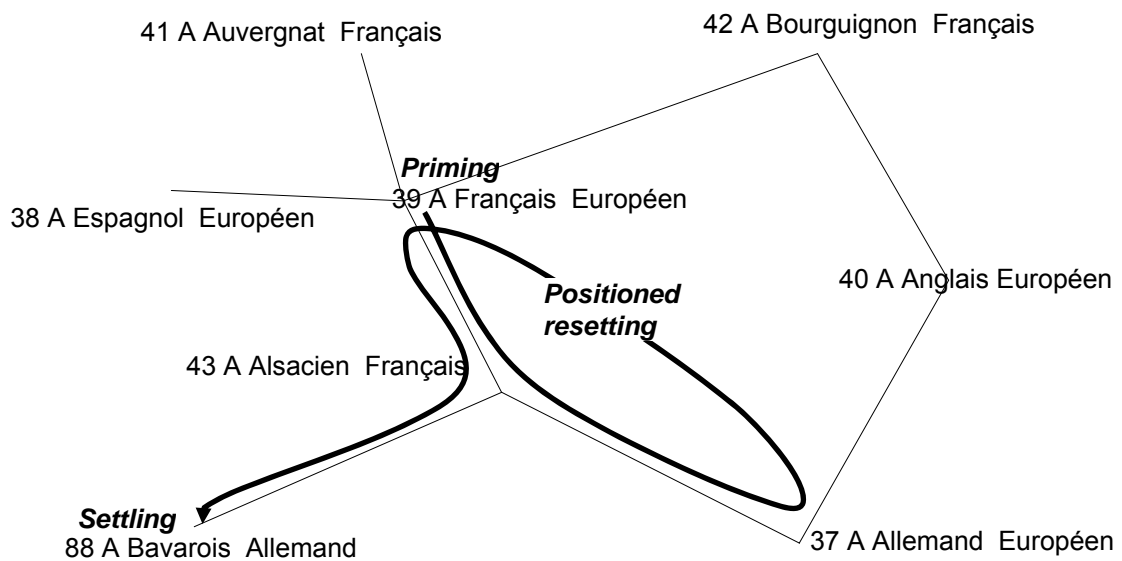 41 A Auvergnat Français
42 A Bourguignon Français
Priming
39 A Français Européen
38 A Espagnol Européen
40 A Anglais Européen
Positioned
resetting
43 A Alsacien Français
Settling
88 A Bavarois Allemand
37 A Allemand Européen